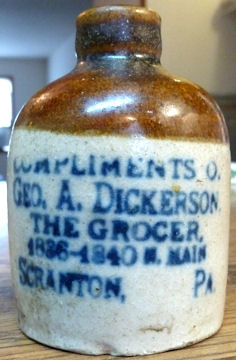 COMPLIMENTS O.
GEO. A. DICKERSON.
THE GROCER,
1836-1840 N. MAIN
SCRANTON, PA